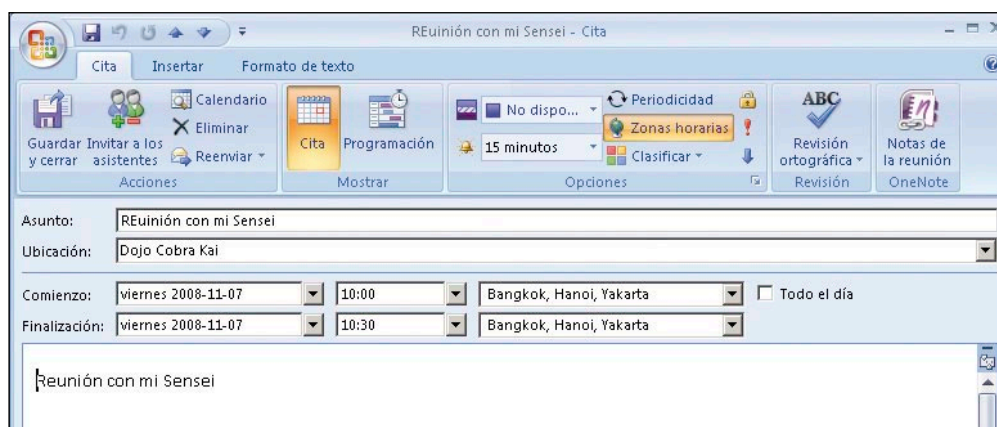 REuinión con mi Sensei - Cita
Cita Insertar Formato de texto
Guardar y cerrar
Invitar a los asistentes
Calendario
Eliminar
Reenviar
Acciones
Cita
Programación
Mostrar
No dispo...
15 minutos
Periodicidad
Zonas horarias
Clasificar
Opciones
ABC
Revisión ortográfica
Revisión
Notas de la reunión
OneNote
Asunto: REuinión con mi Sensei
Ubicación: Dojo Cobra Kai
Comienzo: viernes 2008-11-07 10:00 Bangkok, Hanoi, Yakarta Todo el día
Finalización: viernes 2008-11-07 10:30 Bangkok, Hanoi, Yakarta
Reunión con mi Sensei